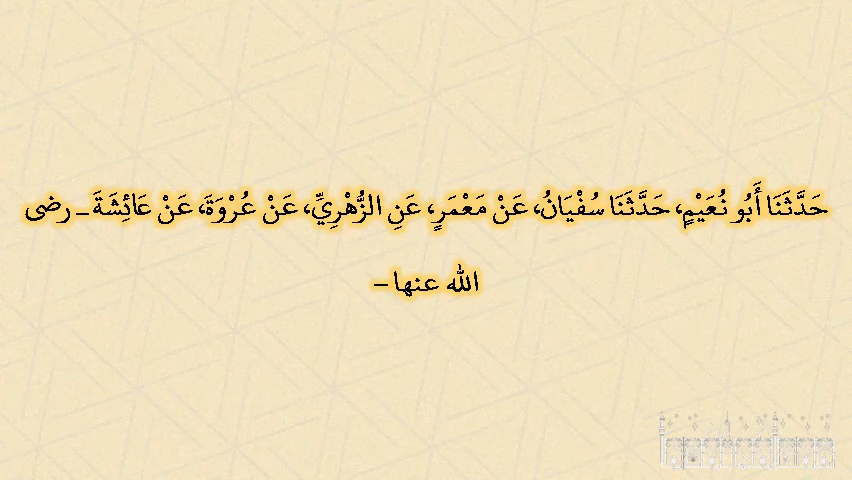 حَدَّثَنَا أَبُو نُعَيْمٍ، حَدَّثَنَا سُفْيَانُ، عَنْ مَعْمَرٍ، عَنِ الزُّهْرِيِّ، عَنْ عُرْوَةَ، عَنْ عَائِشَةَ ـ رضى
الله عنها –